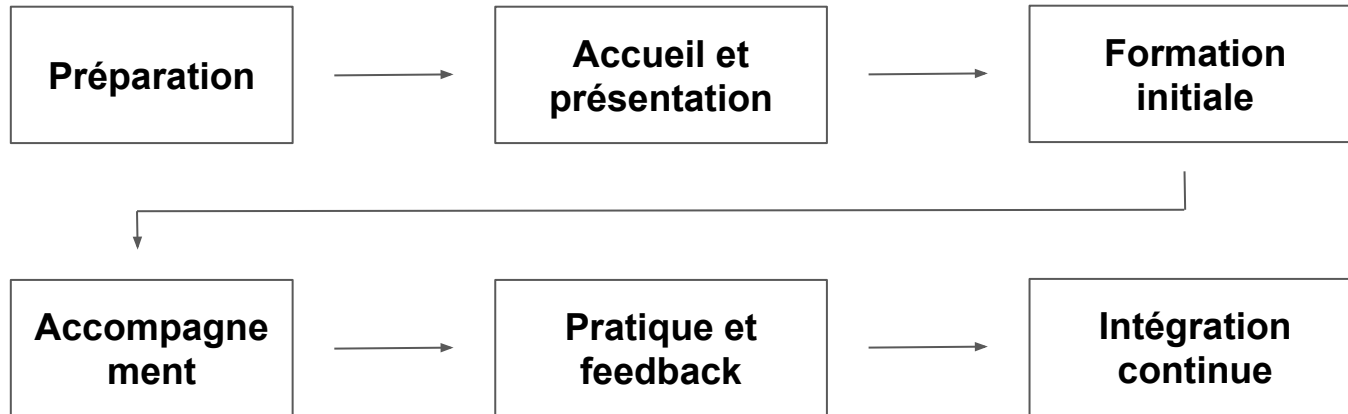 Préparation
Accueil et
présentation
Formation
initiale
Accompagne
ment
Pratique et
feedback
Intégration
continue